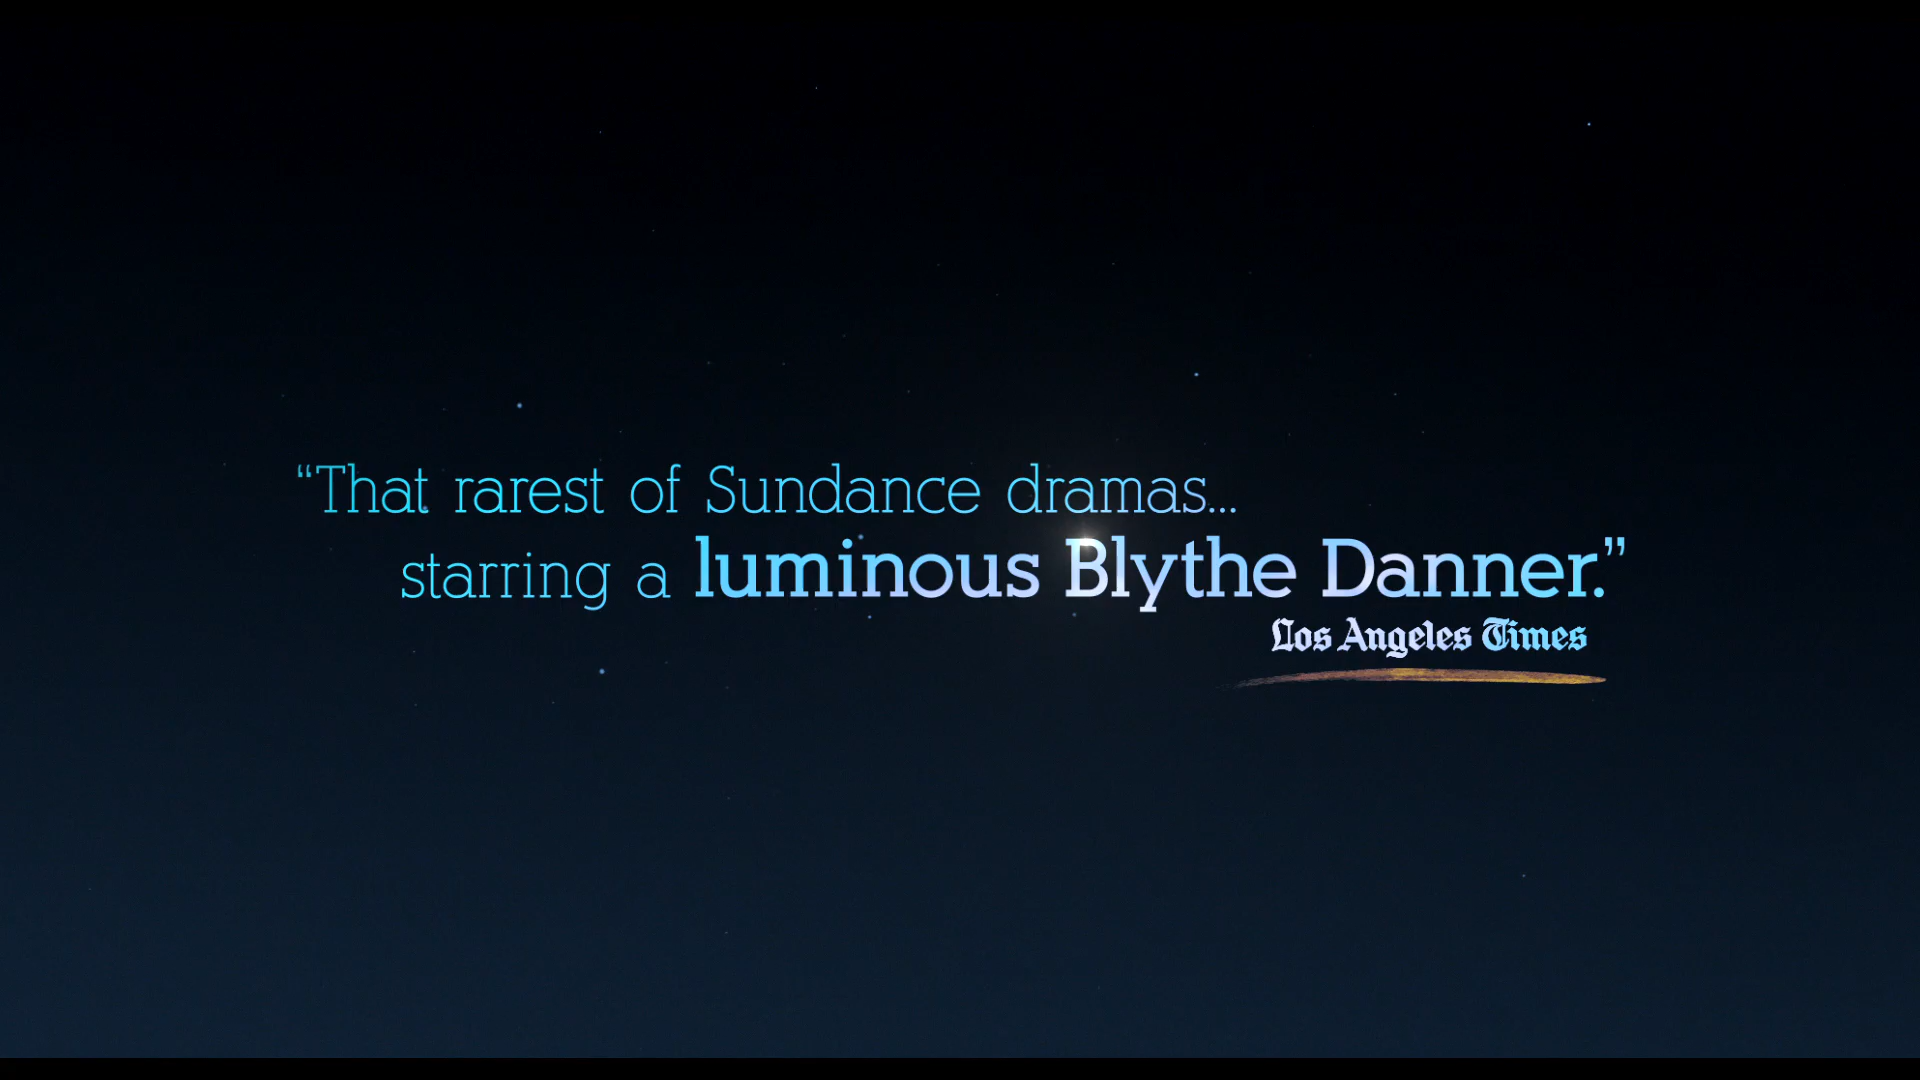 “That rarest of Sundance dramas...
starring a luminous Blythe Danner.”
Los Angeles Times